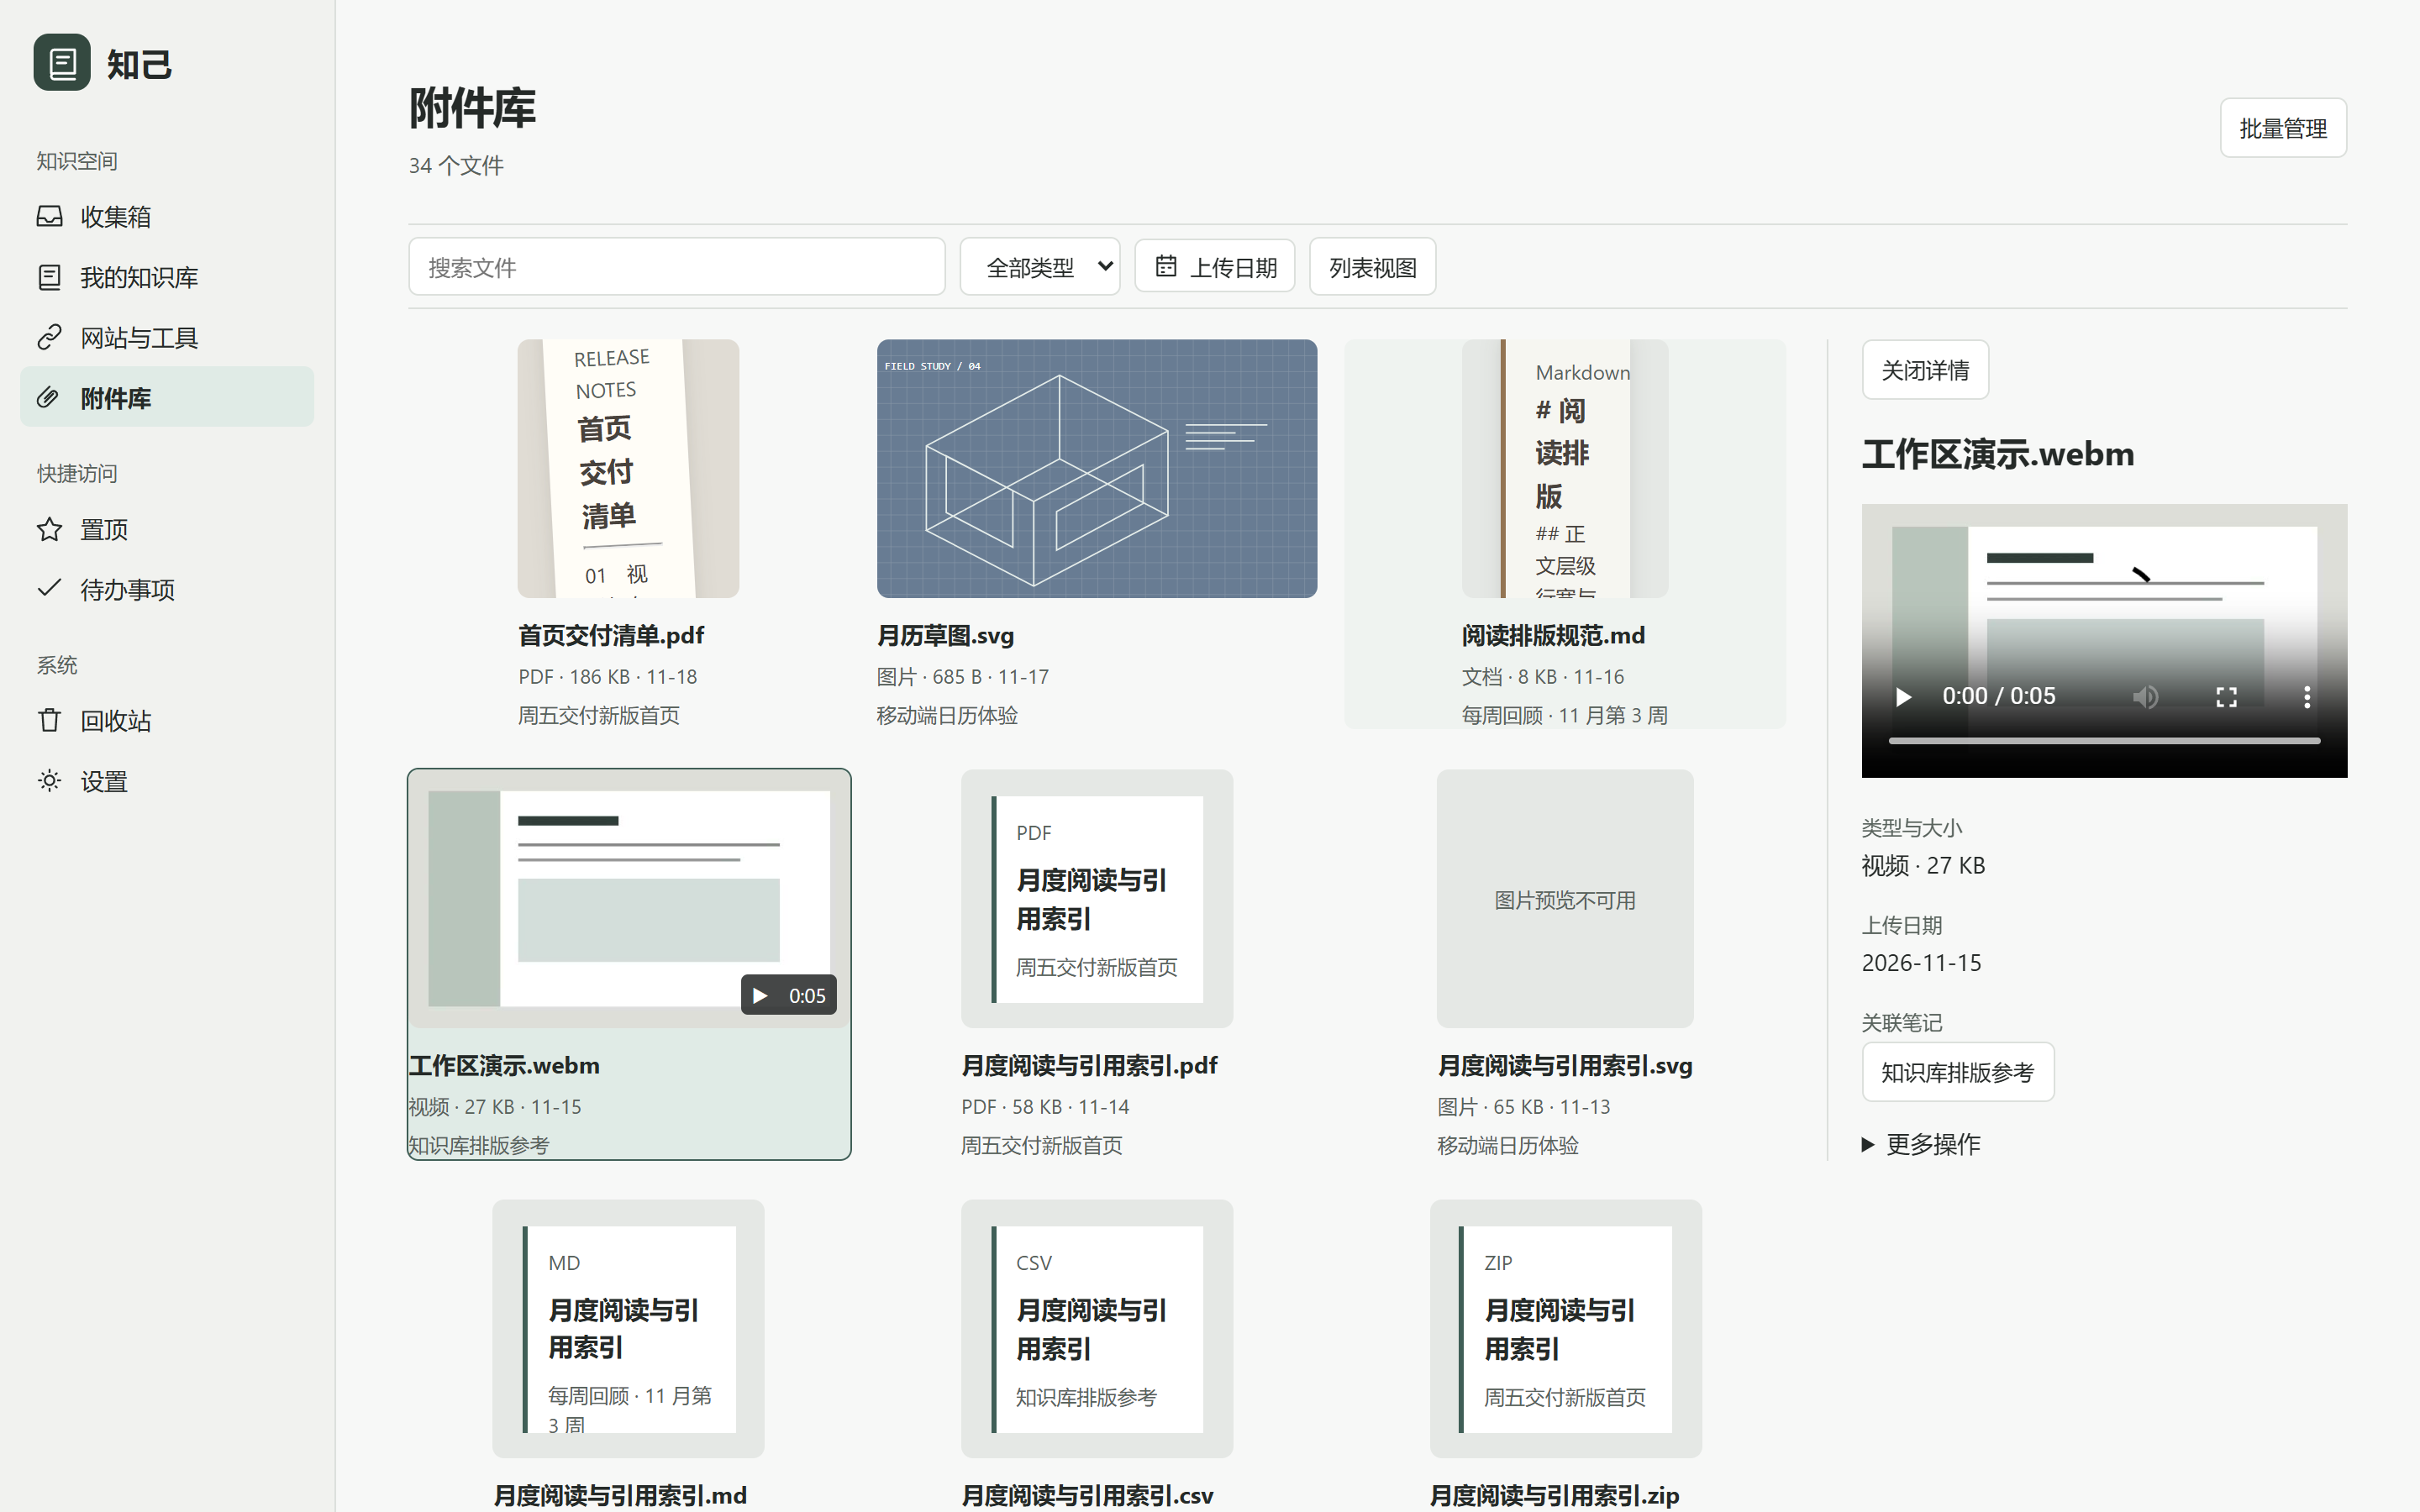 知己
知识空间
收集箱
我的知识库
网站与工具
附件库
快捷访问
置顶
待办事项
系统
回收站
设置
附件库
34 个文件
批量管理
搜索文件
全部类型
上传日期
列表视图
RELEASE
NOTES
首页
交付
清单
01 视
首页交付清单.pdf
PDF · 186 KB · 11-18
周五交付新版首页
FIELD STUDY / 04
月历草图.svg
图片 · 685 B · 11-17
移动端日历体验
Markdown
# 阅
读排
版
## 正
文层级
行宽与
阅读排版规范.md
文档 · 8 KB · 11-16
每周回顾 · 11 月第 3 周
0:05
工作区演示.webm
视频 · 27 KB · 11-15
知识库排版参考
PDF
月度阅读与引
用索引
周五交付新版首页
月度阅读与引用索引.pdf
PDF · 58 KB · 11-14
周五交付新版首页
图片预览不可用
月度阅读与引用索引.svg
图片 · 65 KB · 11-13
移动端日历体验
MD
月度阅读与引
用索引
每周回顾 · 11 月第
3 周
月度阅读与引用索引.md
CSV
月度阅读与引
用索引
知识库排版参考
月度阅读与引用索引.csv
ZIP
月度阅读与引
用索引
周五交付新版首页
月度阅读与引用索引.zip
关闭详情
工作区演示.webm
0:00 / 0:05
类型与大小
视频 · 27 KB
上传日期
2026-11-15
关联笔记
知识库排版参考
更多操作